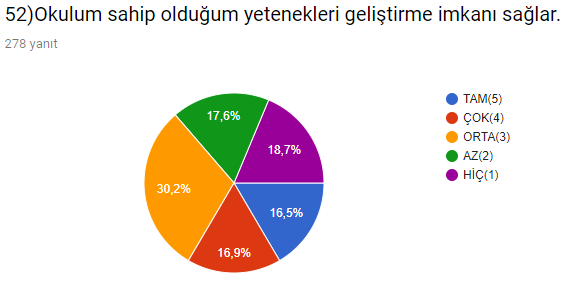 52)Okulum sahip olduğum yetenekleri geliştirme imkanı sağlar.
278 yanıt
17,6%
18,7%
30,2%
16,5%
16,9%
TAM(5)
ÇOK(4)
ORTA(3)
AZ(2)
HİÇ(1)